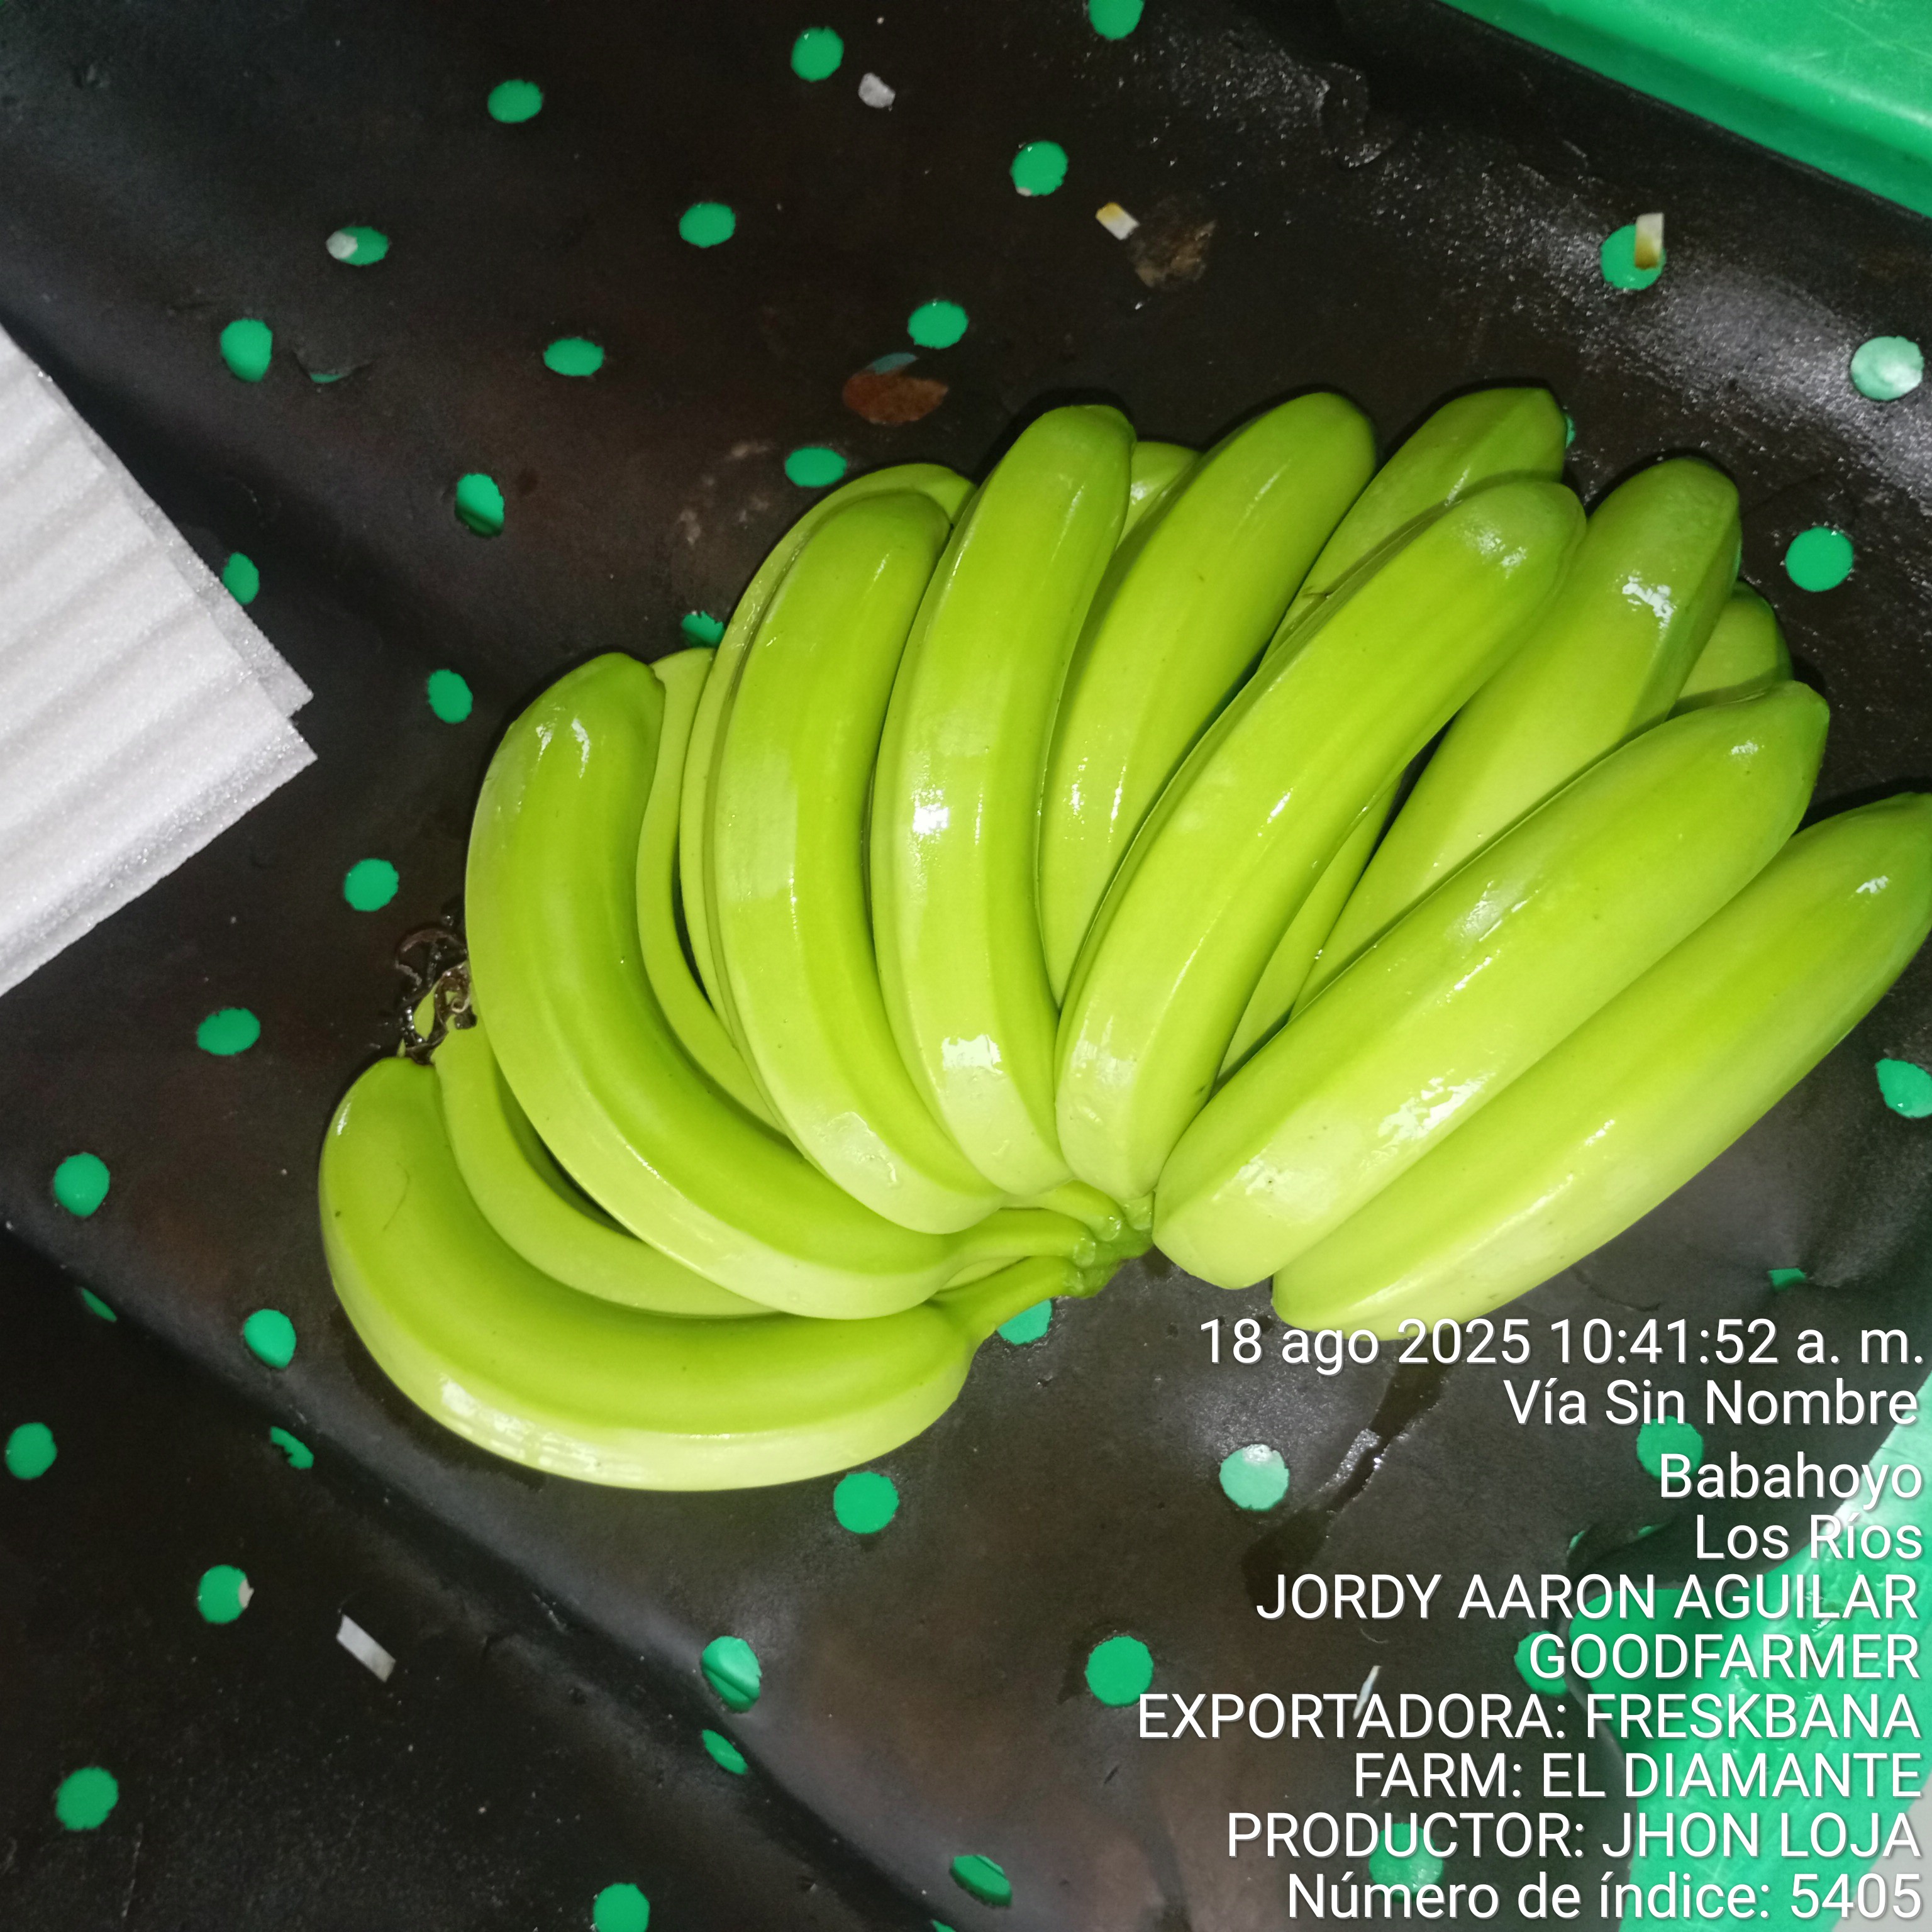 18 ago 2025 10:41:52 a. m.
Vía Sin Nombre
Babahoyo
Los Ríos
JORDY AARON AGUILAR
GOODFARMER
EXPORTADORA: FRESKBANA
FARM: EL DIAMANTE
PRODUCTOR: JHON LOJA
Número de índice: 5405